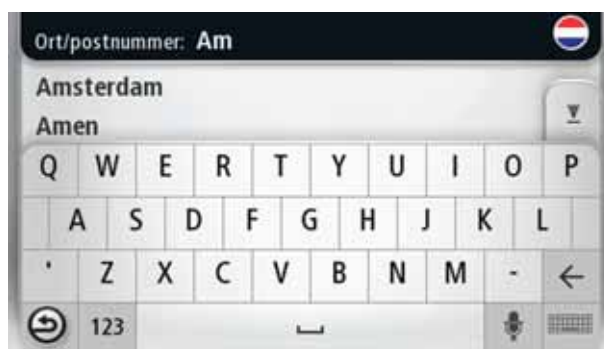 Ort/postnummer: Am
Amsterdam
Amen
Q W E R T Y U I O P
A S D F G H J K L
' Z X C V B N M -
123